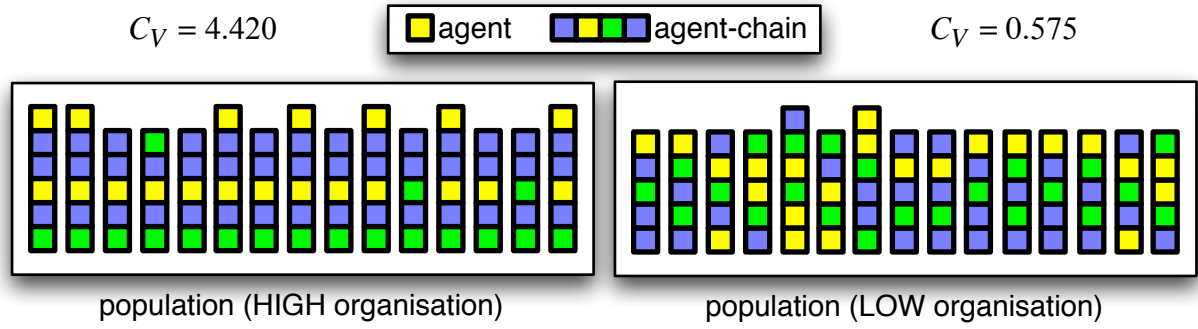 C_V = 4.420
agent
agent-chain
C_V = 0.575
population (HIGH organisation)
population (LOW organisation)